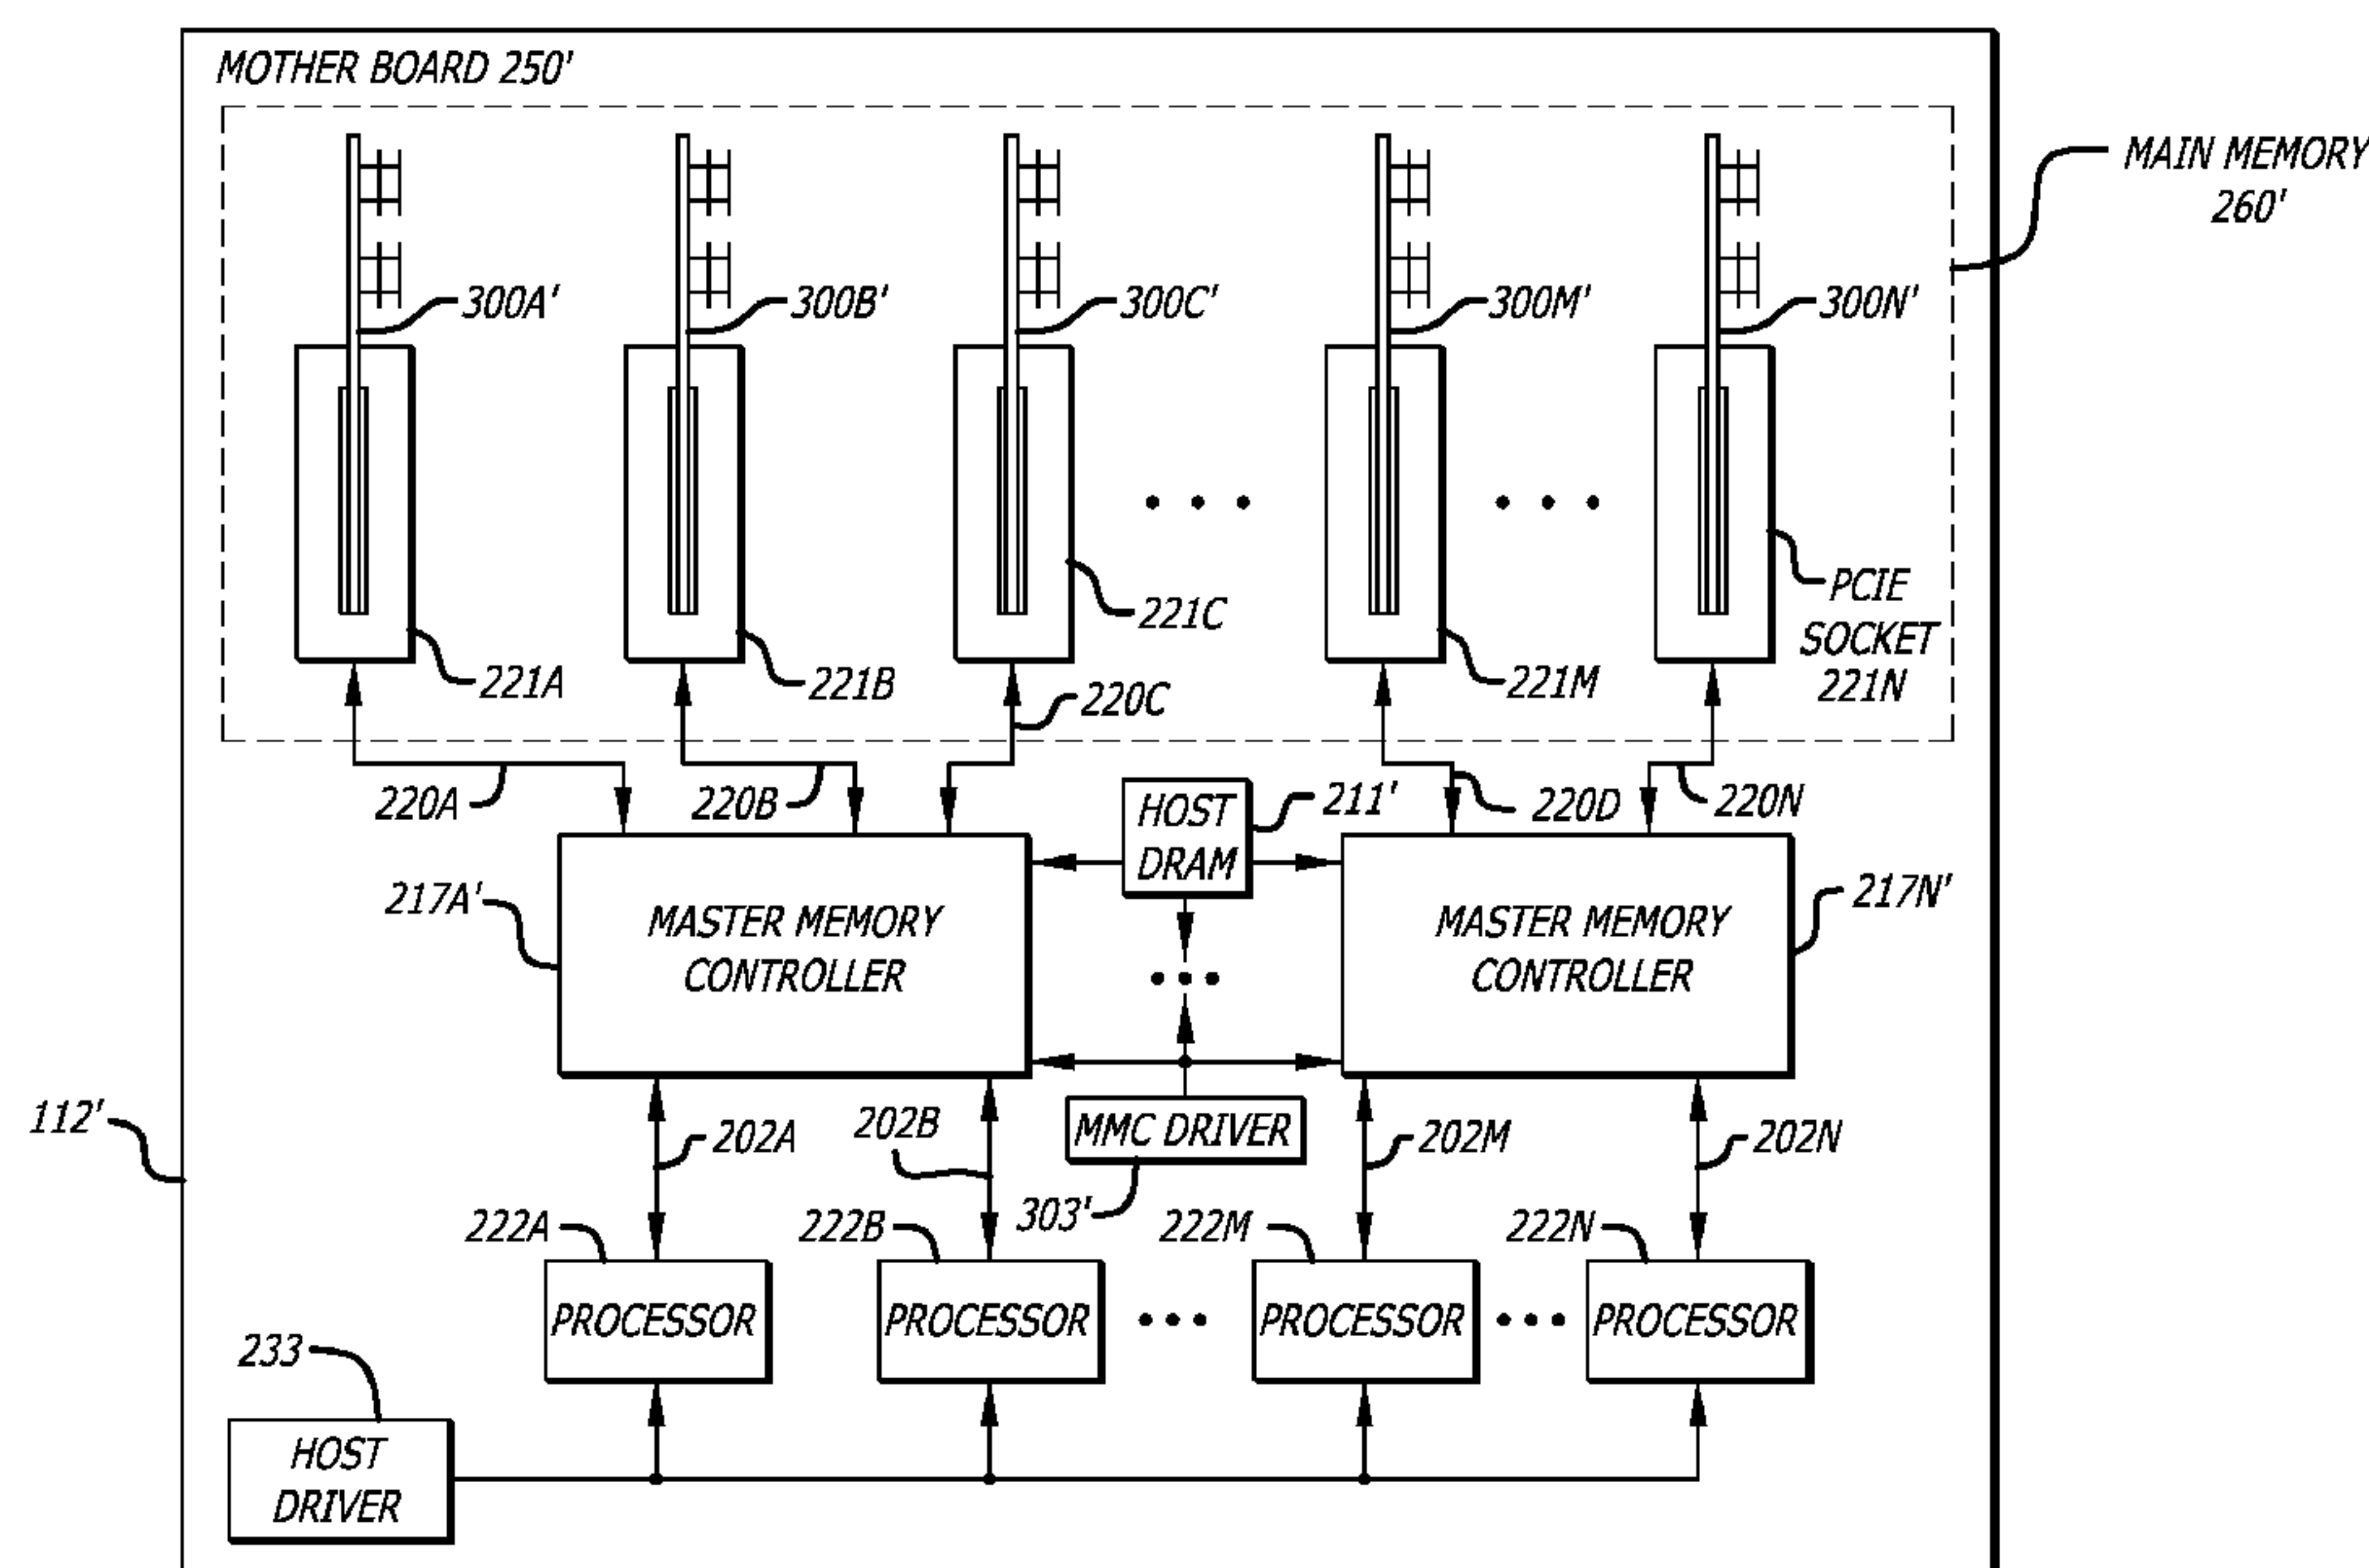 MOTHER BOARD 250'
MAIN MEMORY
260'
300A'
300B'
300C'
300M'
300N'
PCIE
SOCKET
221N
221A
221B
221C
221M
220C
220A
220B
220D
220N
HOST
DRAM
211'
217A'
MASTER MEMORY
CONTROLLER
MASTER MEMORY
CONTROLLER
217N'
112'
202A
202B
MMC DRIVER
303'
202M
202N
222A
222B
222M
222N
PROCESSOR
PROCESSOR
PROCESSOR
PROCESSOR
233
HOST
DRIVER